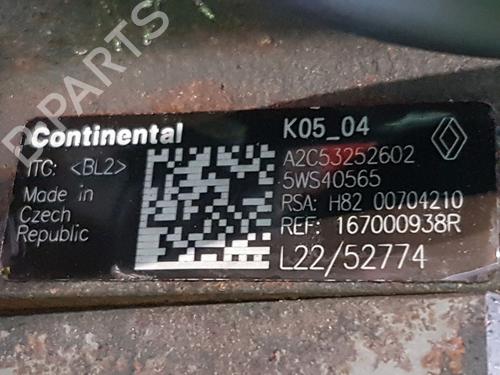 B-PARTS
Continental
K05_04
ITC: <BL2>
A2C53252602
Made in
5WS40565
Czech
RSA: H82 00704210
Republic
REF: 167000938R
L22/52774